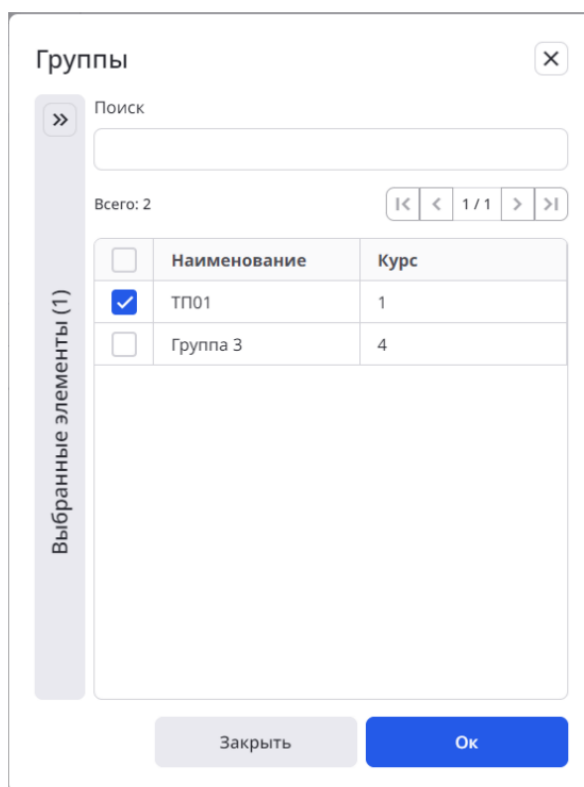 Группы
Поиск
Всего: 2
1 / 1
Выбранные элементы (1)
Наименование Курс
ТП01 1
Группа 3 4
Закрыть Ок